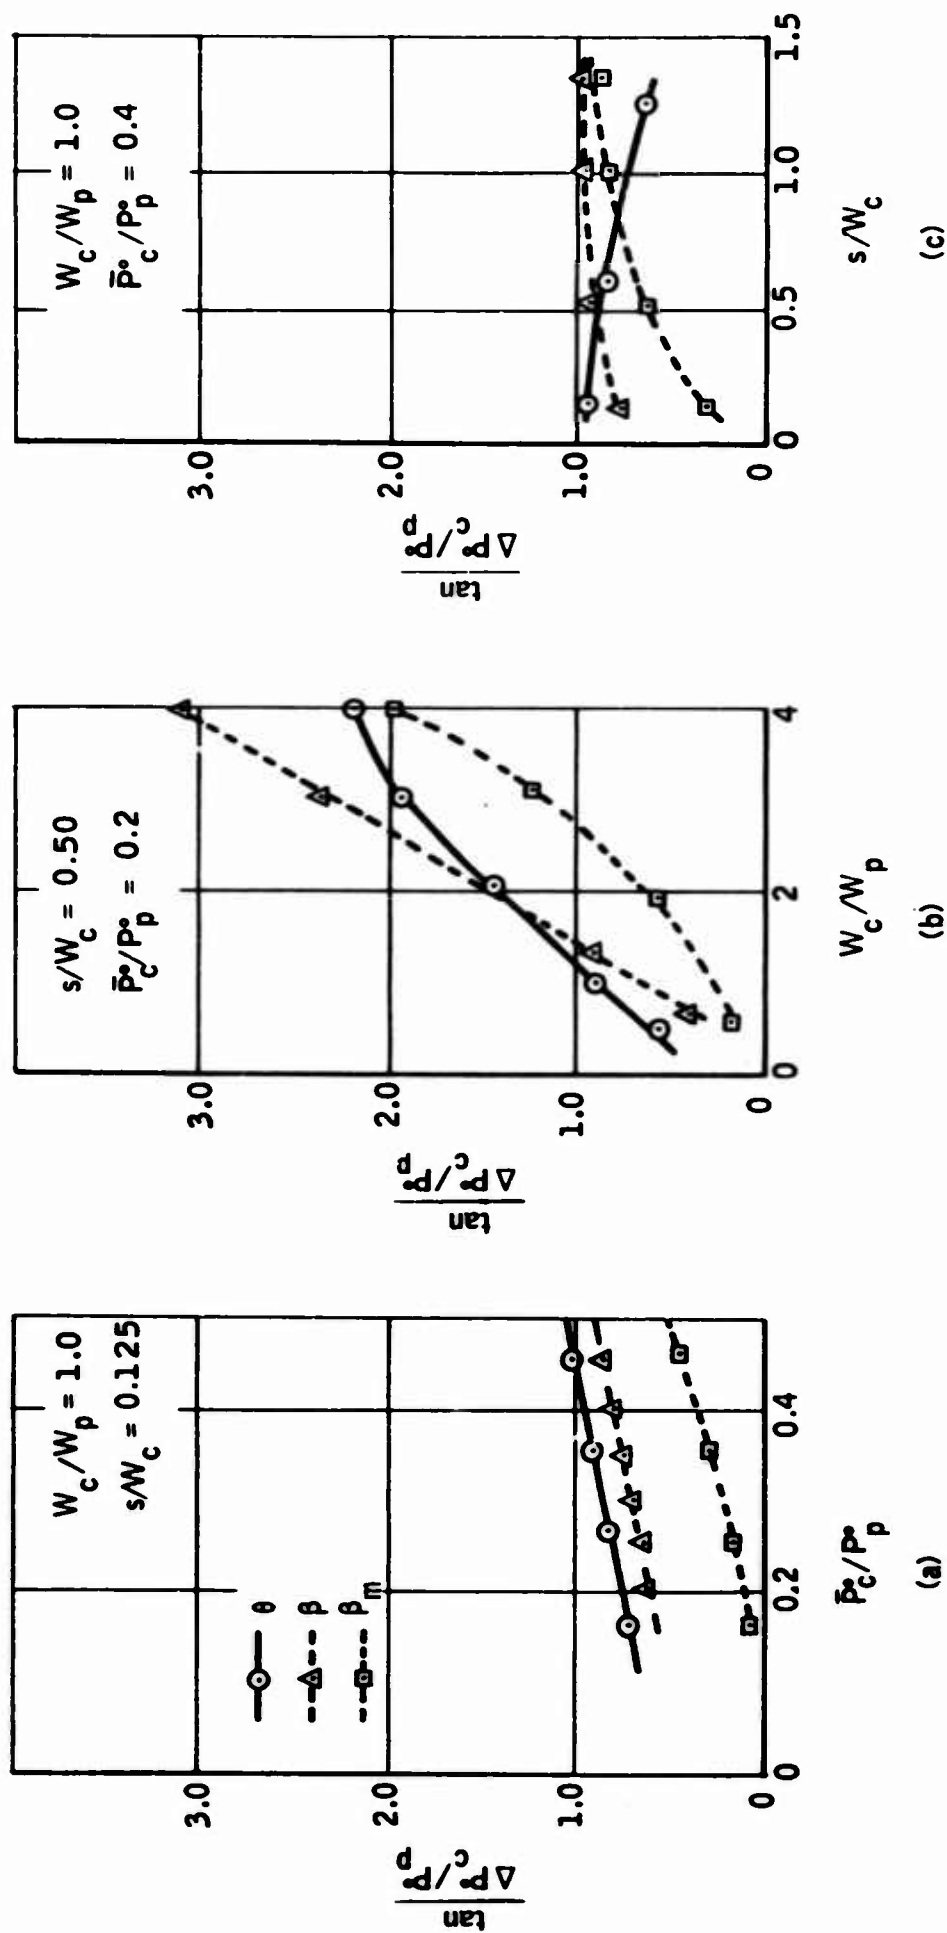 W_c/W_p = 1.0
s/W_c = 0.125
θ
β
β_m
3.0
2.0
1.0
0
tan
ΔP°_c/P°_p
0
0.2
0.4
P̄°_c/P°_p
(a)
s/W_c = 0.50
P̄°_c/P°_p = 0.2
3.0
2.0
1.0
0
tan
ΔP°_c/P°_p
0
2
4
W_c/W_p
(b)
W_c/W_p = 1.0
P̄°_c/P°_p = 0.4
3.0
2.0
1.0
0
tan
ΔP°_c/P°_p
0
0.5
1.0
1.5
s/W_c
(c)